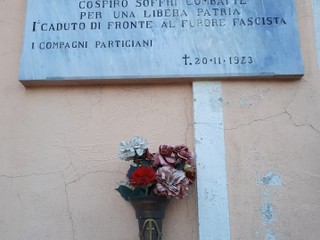 COSPIRÒ SOFFRÌ COMBATTÈ
PER UNA LIBERA PATRIA
I° CADUTO DI FRONTE AL FURORE FASCISTA
I COMPAGNI PARTIGIANI
† 20-11-1923